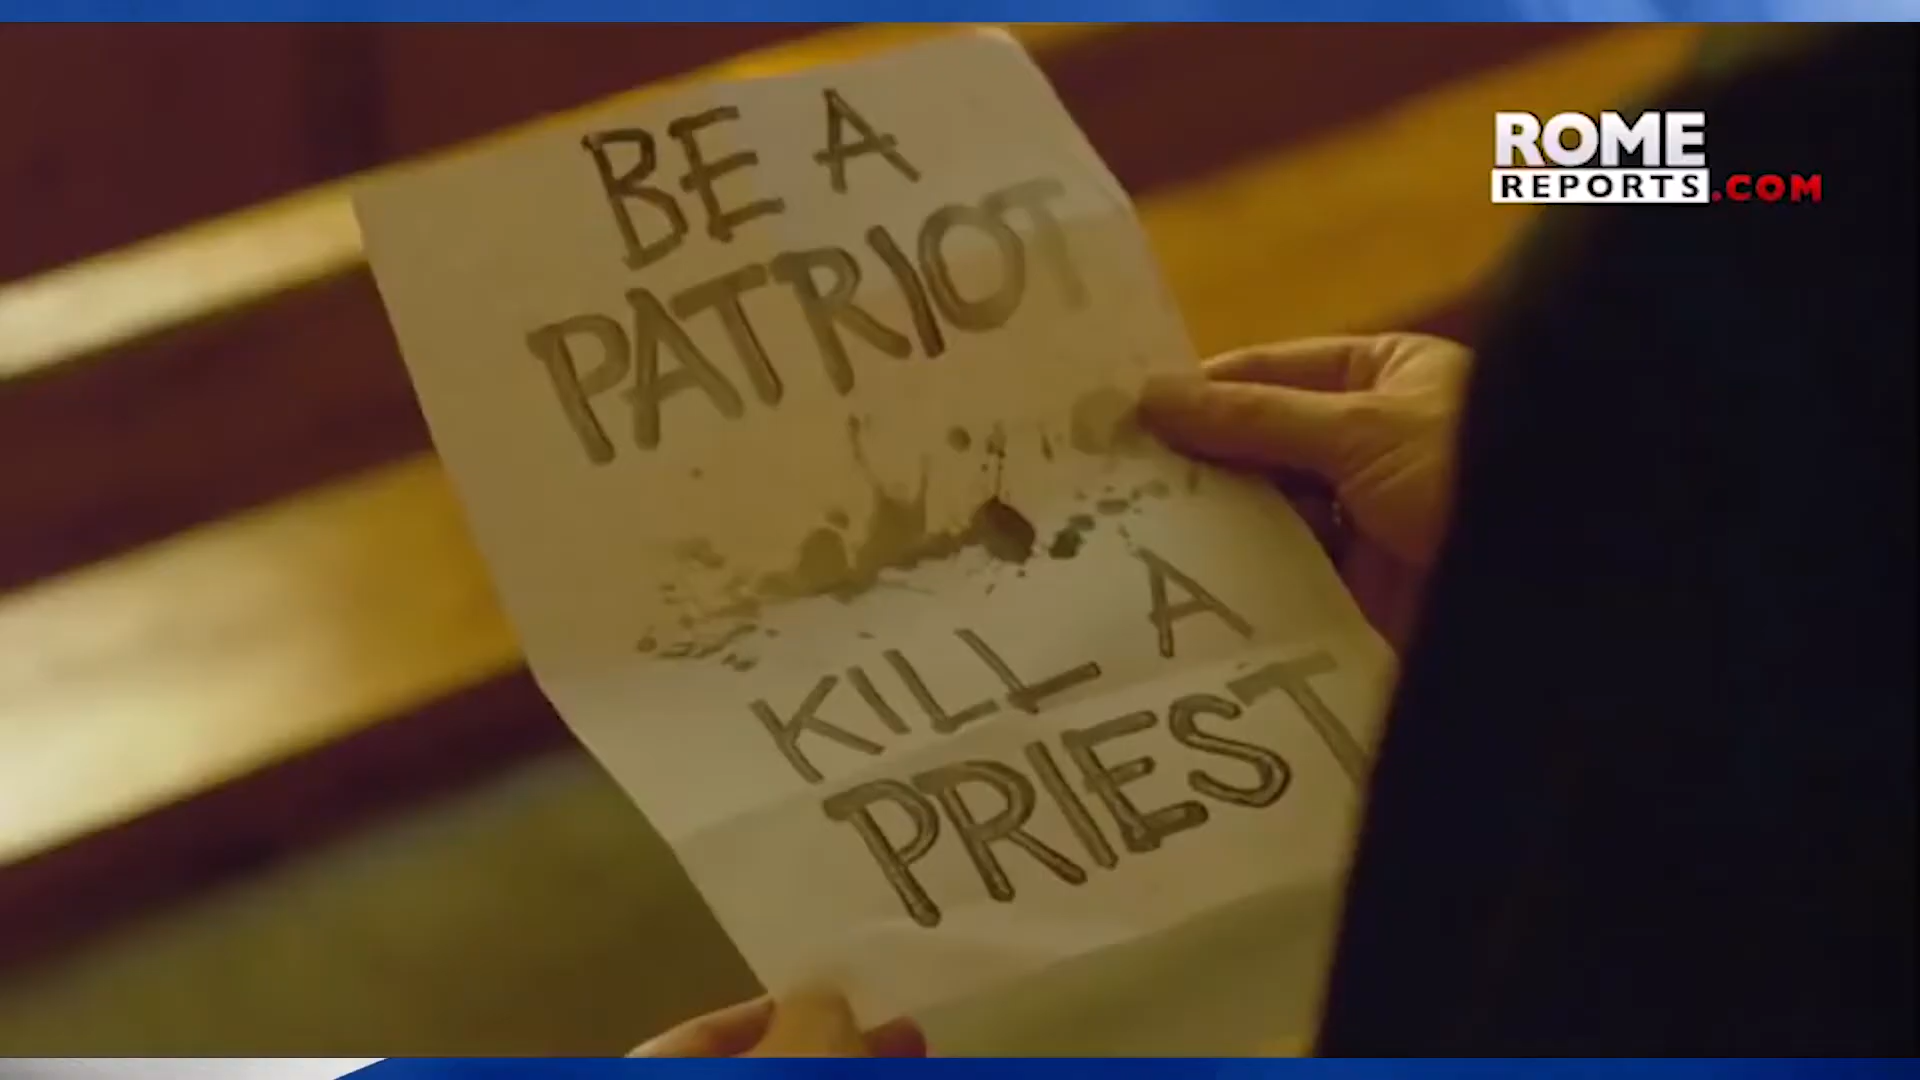 BE A
PATRIOT
KILL A
PRIEST
ROME
REPORTS.COM